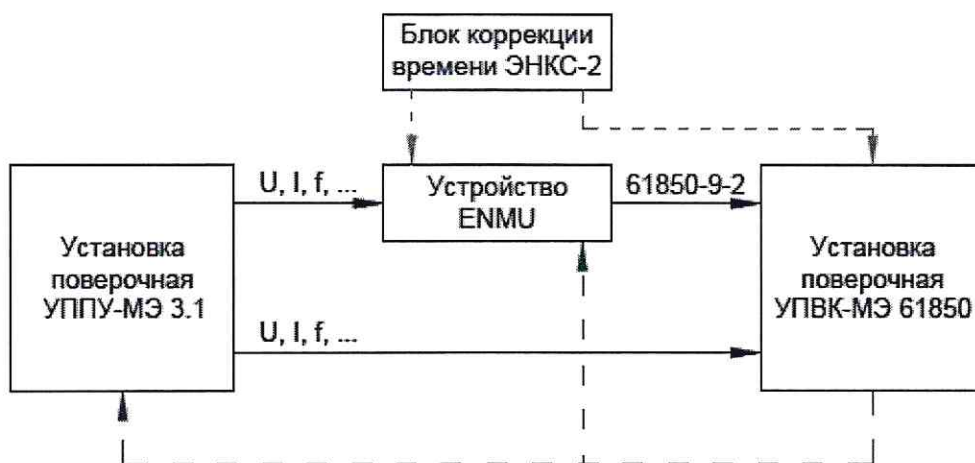 Блок коррекции
времени ЭНКС-2
U, I, f, ...
Устройство
ENMU
61850-9-2
Установка
поверочная
УППУ-МЭ 3.1
Установка
поверочная
УПВК-МЭ 61850
U, I, f, ...